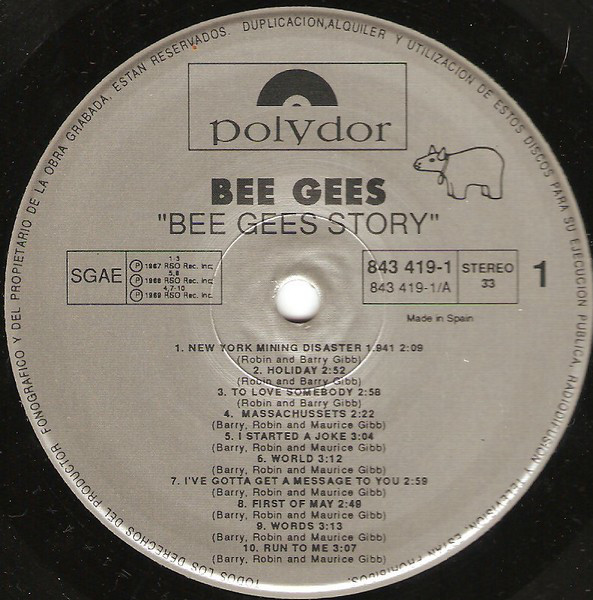 FONOGRAFICO Y DEL PROPIETARIO DE LA OBRA GRABADA, ESTAN RESERVADOS. DUPLICACION,ALQUILER Y UTILIZACION DE ESTOS DISCOS PARA SU EJECUCION PUBLICA, RADIODIFUSION Y TELEVISION ESTAN PROHIBIDOS.
TODOS LOS DERECHOS DEL PRODUCTOR
polydor
BEE GEES
"BEE GEES STORY"
SGAE
1-3
Ⓟ 1967 RSO Rec. Inc.
5,6
Ⓟ 1968 RSO Rec. Inc.
4,7-10
Ⓟ 1969 RSO Rec. Inc.
843 419-1
843 419-1/A
STEREO
33
1
Made in Spain
1. NEW YORK MINING DISASTER 1.941 2:09
(Robin and Barry Gibb)
2. HOLIDAY 2:52
(Robin and Barry Gibb)
3. TO LOVE SOMEBODY 2:58
(Robin and Barry Gibb)
4. MASSACHUSSETS 2:22
(Barry, Robin and Maurice Gibb)
5. I STARTED A JOKE 3:04
(Barry, Robin and Maurice Gibb)
6. WORLD 3:12
(Barry, Robin and Maurice Gibb)
7. I'VE GOTTA GET A MESSAGE TO YOU 2:59
(Barry, Robin and Maurice Gibb)
8. FIRST OF MAY 2:49
(Barry, Robin and Maurice Gibb)
9. WORDS 3:13
(Barry, Robin and Maurice Gibb)
10. RUN TO ME 3:07
(Barry, Robin and Maurice Gibb)